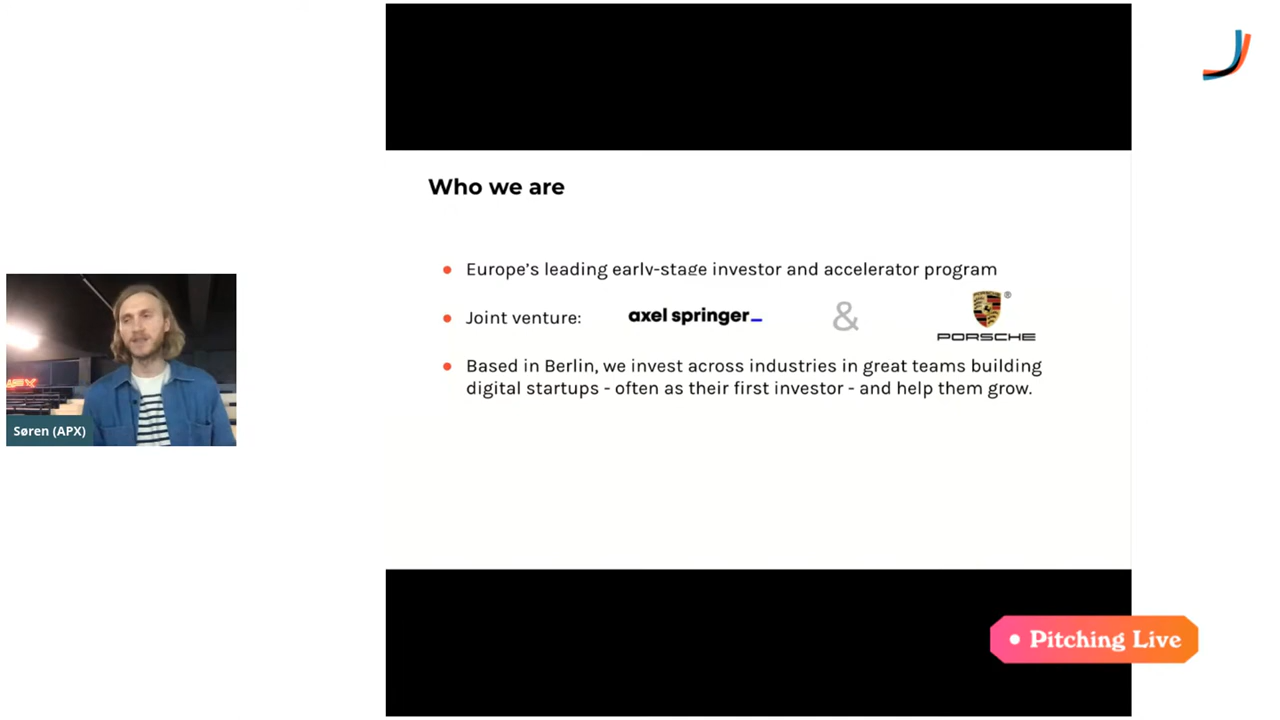 Who we are
Europe's leading early-stage investor and accelerator program
Joint venture: axel springer_ & PORSCHE ®
Based in Berlin, we invest across industries in great teams building
digital startups - often as their first investor - and help them grow.
APX
Søren (APX)
Pitching Live